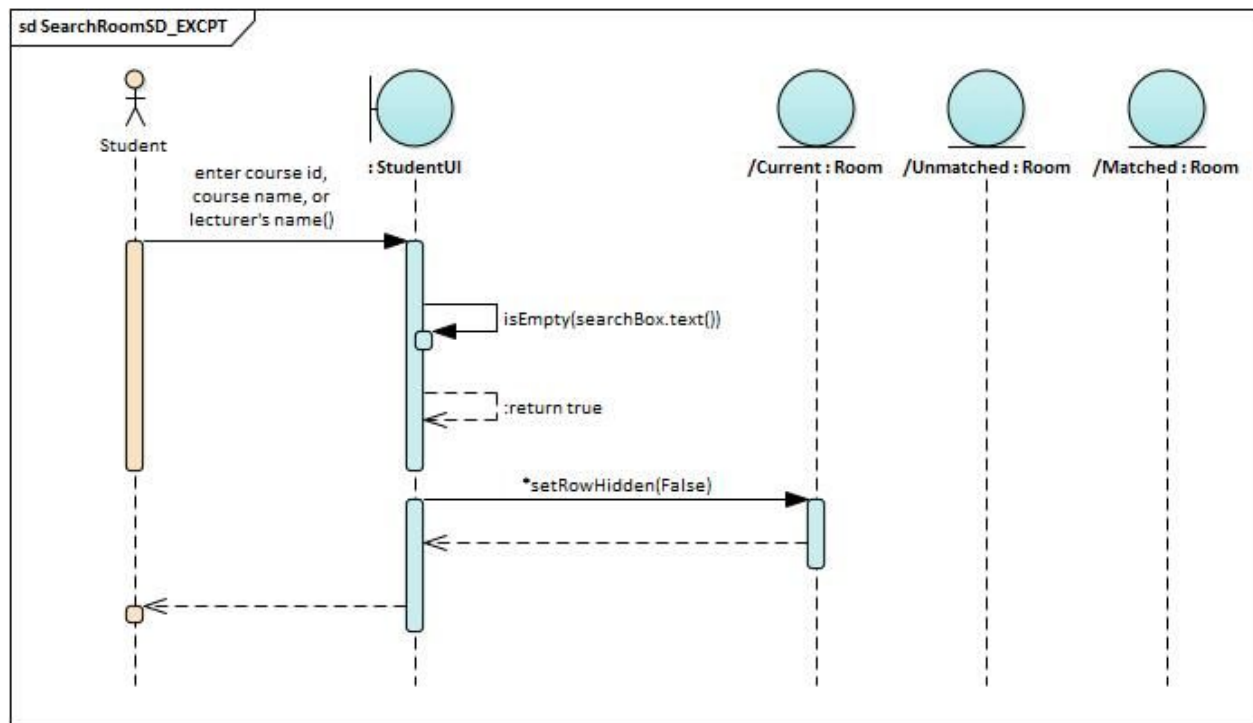 sd SearchRoomSD_EXCPT
Student
: StudentUI
/Current : Room
/Unmatched : Room
/Matched : Room
enter course id,
course name, or
lecturer's name()
isEmpty(searchBox.text())
:return true
*setRowHidden(False)